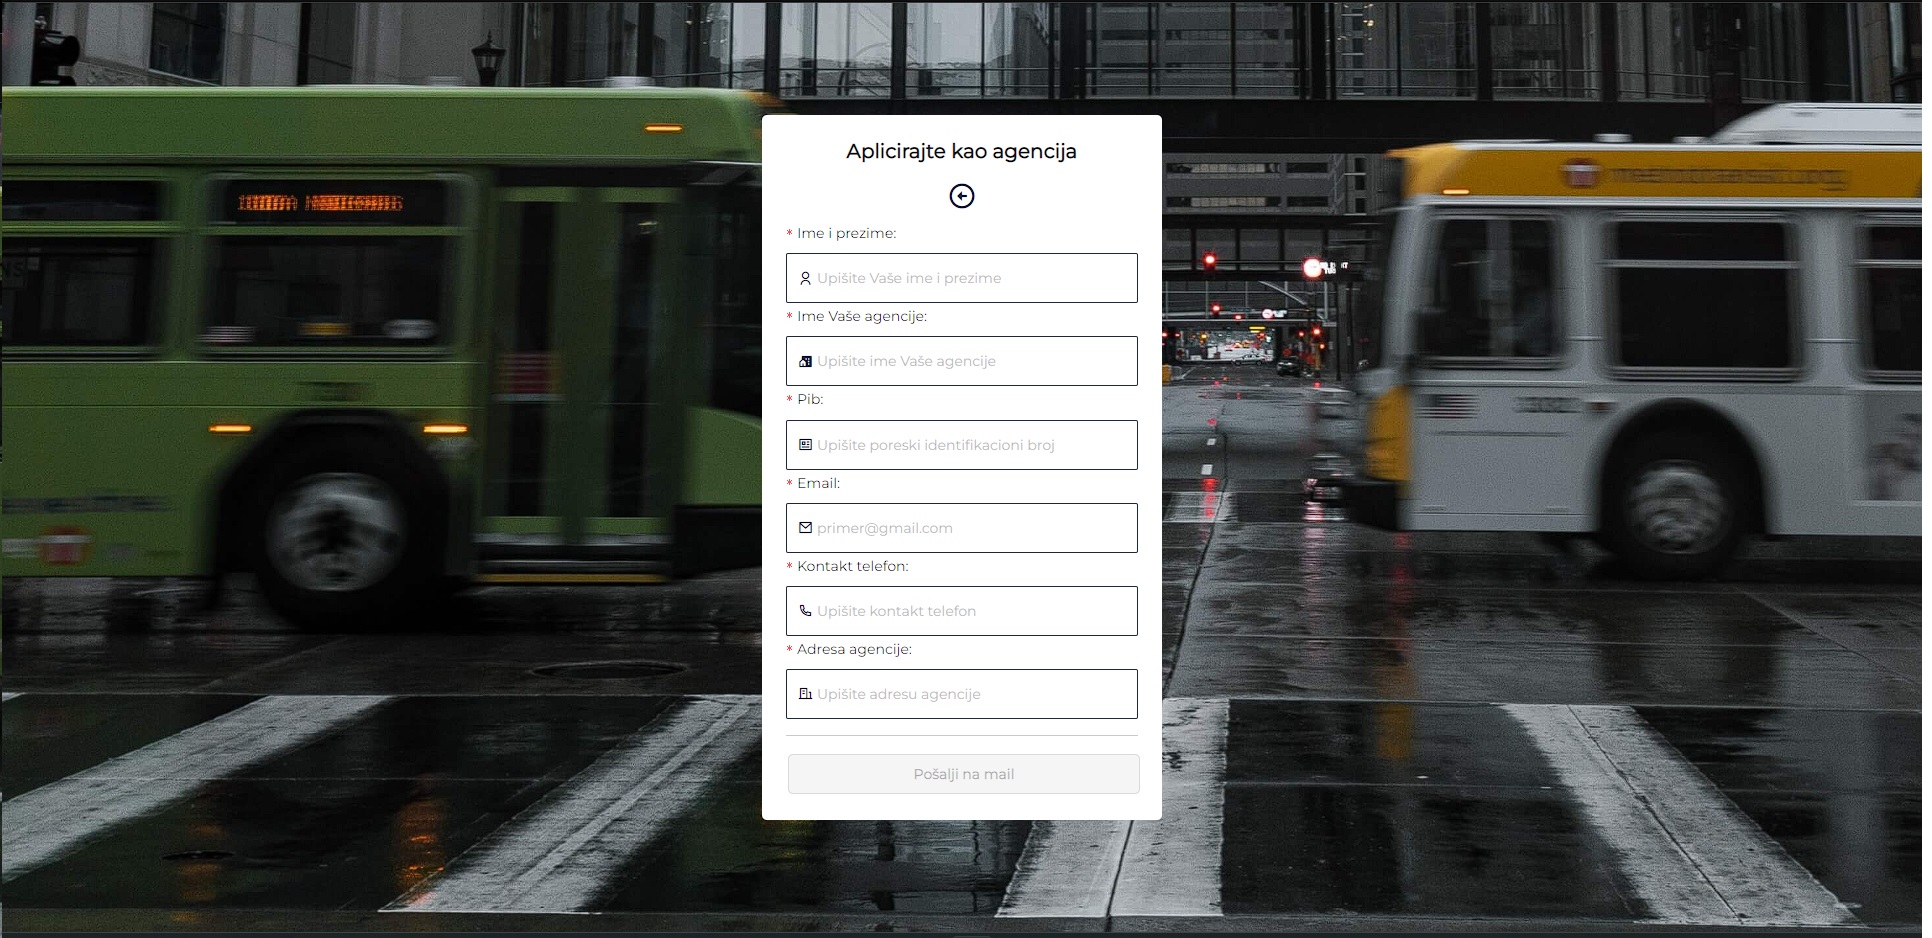 Aplicirajte kao agencija
* Ime i prezime:
Upišite Vaše ime i prezime
* Ime Vaše agencije:
Upišite ime Vaše agencije
* Pib:
Upišite poreski identifikacioni broj
* Email:
primer@gmail.com
* Kontakt telefon:
Upišite kontakt telefon
* Adresa agencije:
Upišite adresu agencije
Pošalji na mail